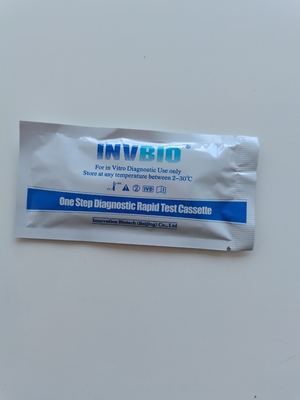 INVBIO®
For in Vitro Diagnostic Use only
Store at any temperature between 2~30℃
IVD
One Step Diagnostic Rapid Test Cassette
Innovation Biotech (Beijing) Co., Ltd